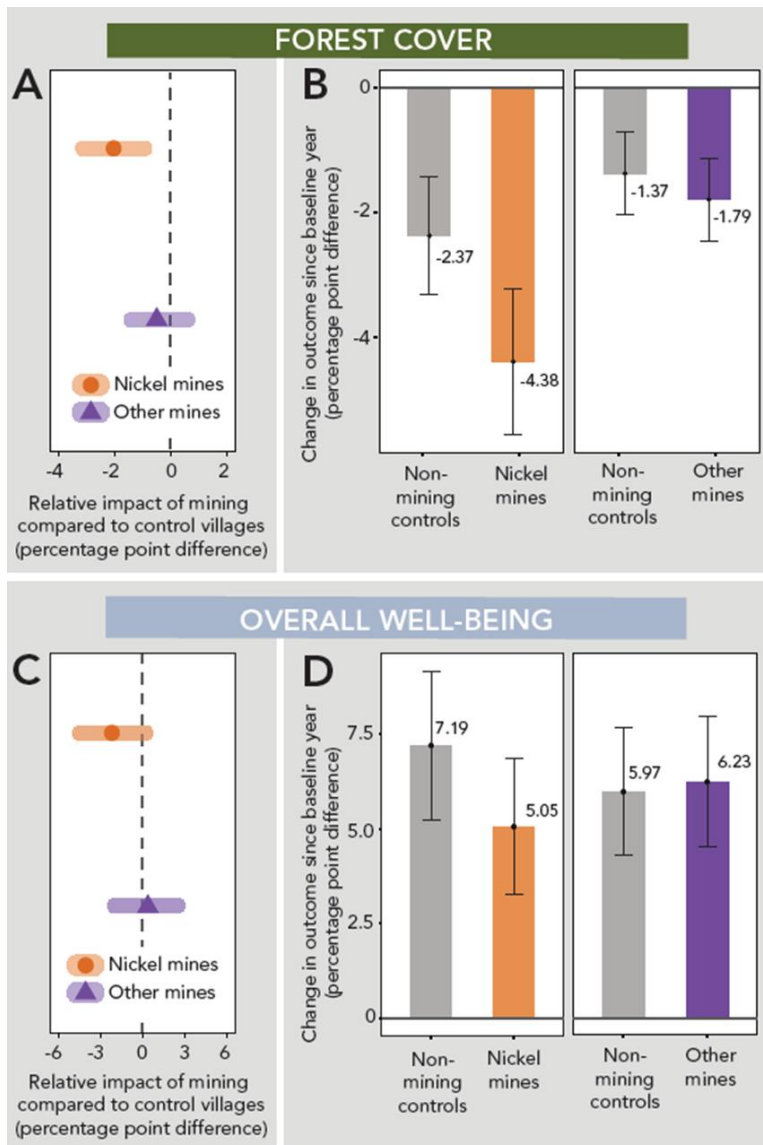 FOREST COVER
A
Nickel mines
Other mines
-4 -2 0 2
Relative impact of mining
compared to control villages
(percentage point difference)
B
Change in outcome since baseline year
(percentage point difference)
0
-2
-4
-2.37
-4.38
-1.37
-1.79
Non-
mining
controls
Nickel
mines
Non-
mining
controls
Other
mines
OVERALL WELL-BEING
C
Nickel mines
Other mines
-6 -3 0 3 6
Relative impact of mining
compared to control villages
(percentage point difference)
D
Change in outcome since baseline year
(percentage point difference)
7.5
5.0
2.5
0
7.19
5.05
5.97
6.23
Non-
mining
controls
Nickel
mines
Non-
mining
controls
Other
mines